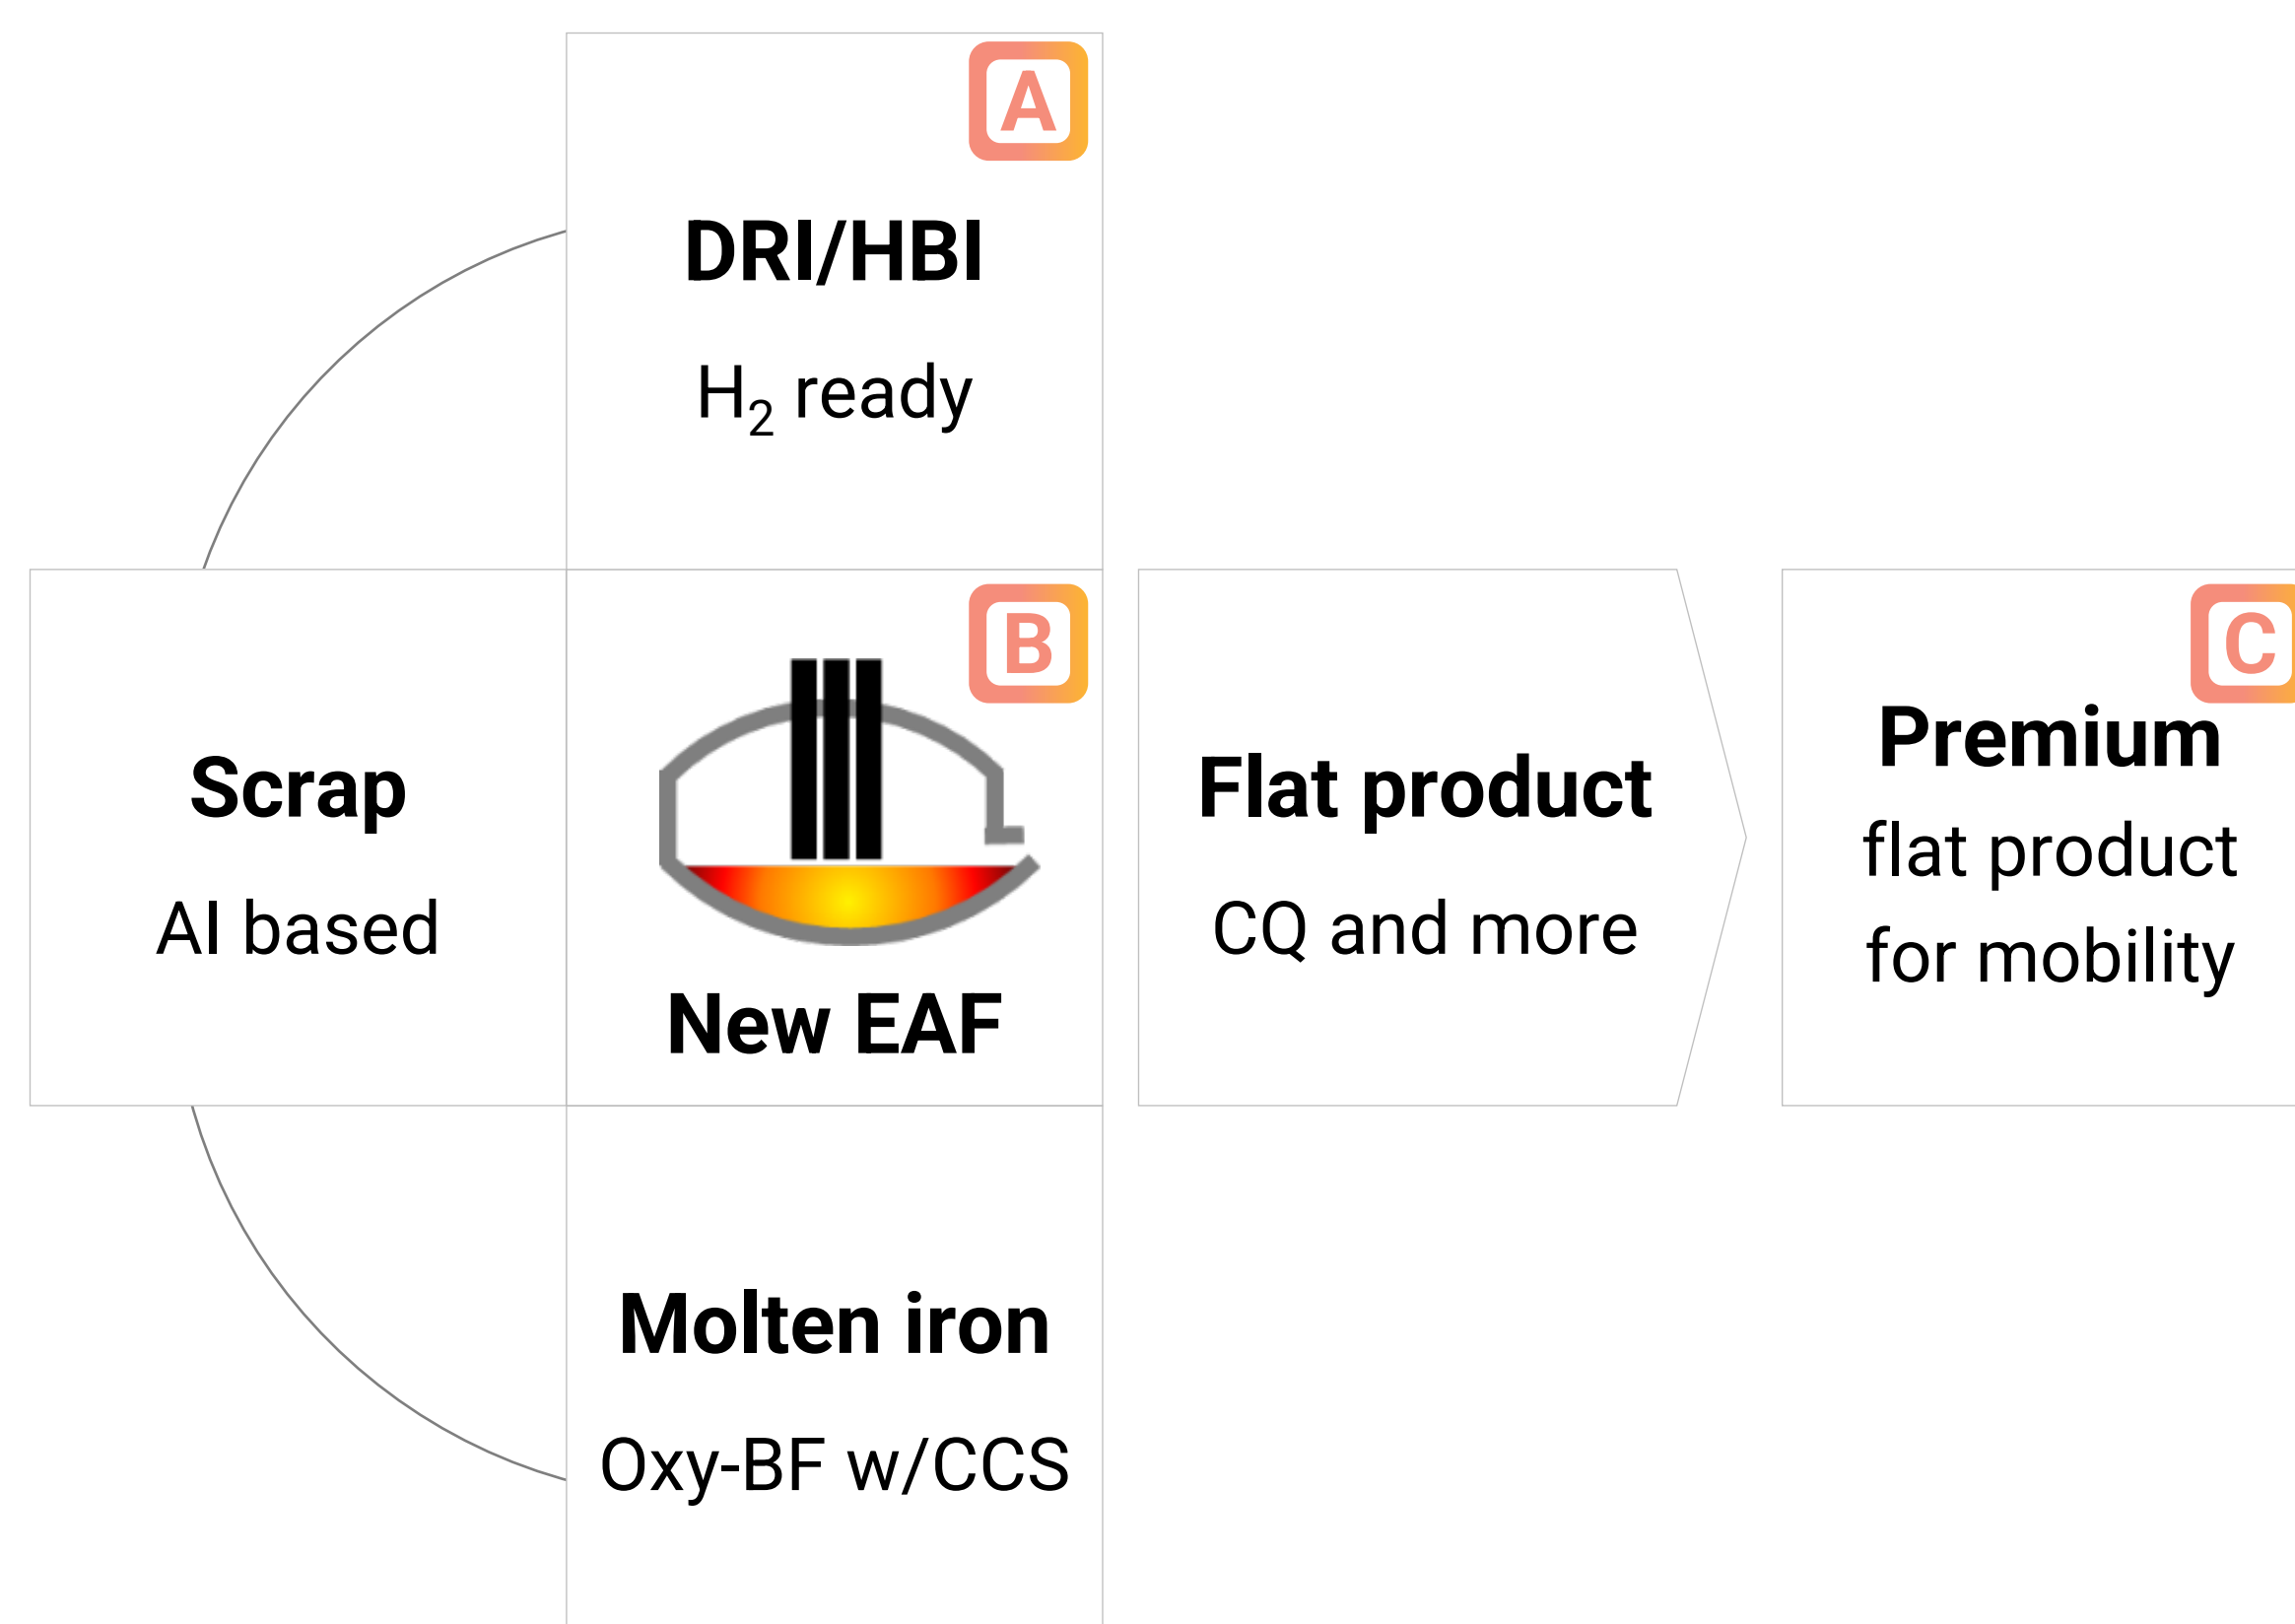 A
DRI/HBI
H₂ ready
Scrap
AI based
B
New EAF
Flat product
CQ and more
C
Premium
flat product
for mobility
Molten iron
Oxy-BF w/CCS